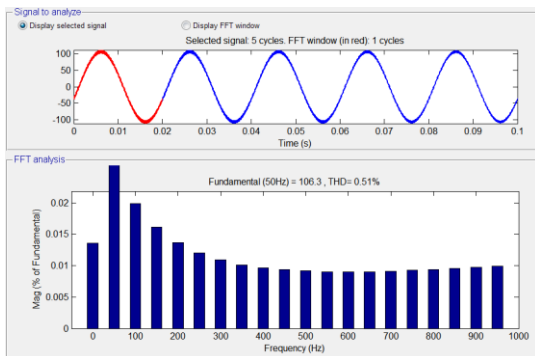 Signal to analyze
Display selected signal Display FFT window
Selected signal: 5 cycles. FFT window (in red): 1 cycles
100
50
0
-50
-100
0 0.01 0.02 0.03 0.04 0.05 0.06 0.07 0.08 0.09 0.1
Time (s)
FFT analysis
Fundamental (50Hz) = 106.3 , THD= 0.51%
Mag (% of Fundamental)
0.02
0.015
0.01
0.005
0
0 100 200 300 400 500 600 700 800 900 1000
Frequency (Hz)